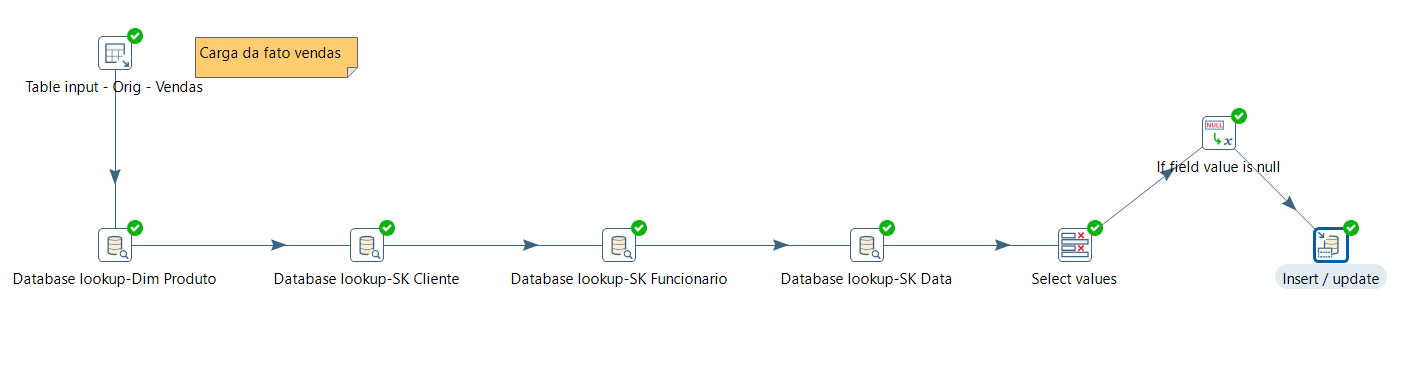 Carga da fato vendas
Table input - Orig - Vendas
NULL
x
If field value is null
Database lookup-Dim Produto
Database lookup-SK Cliente
Database lookup-SK Funcionario
Database lookup-SK Data
Select values
Insert / update